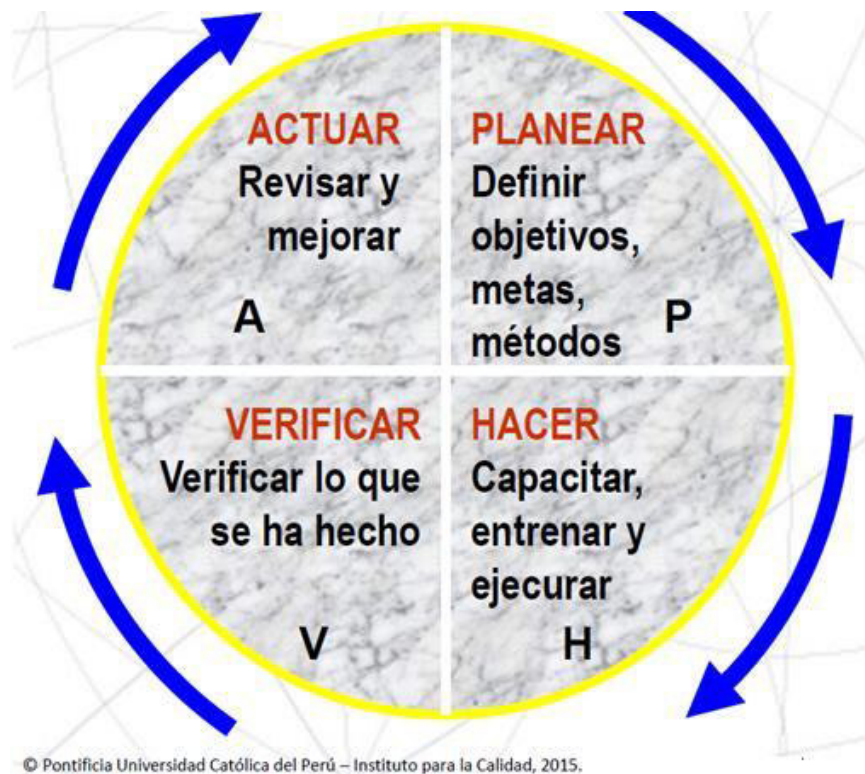 ACTUAR
Revisar y
mejorar
A
PLANEAR
Definir
objetivos,
metas,
métodos
P
VERIFICAR
Verificar lo que
se ha hecho
V
HACER
Capacitar,
entrenar y
ejecurar
H
© Pontificia Universidad Católica del Perú – Instituto para la Calidad, 2015.